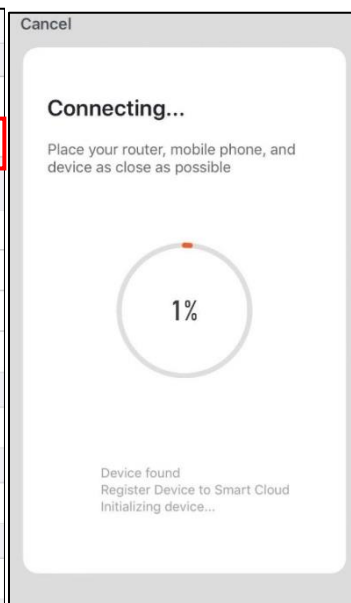 Cancel
Connecting...
Place your router, mobile phone, and
device as close as possible
1%
Device found
Register Device to Smart Cloud
Initializing device...